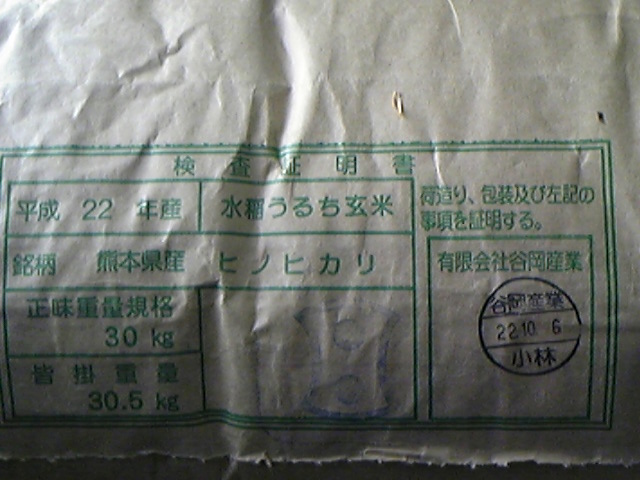 検査証明書
平成 22 年産
水稲うるち玄米
銘柄 熊本県産 ヒノヒカリ
正味重量規格
30 kg
皆掛重量
30.5 kg
荷造り、包装及び左記の
事項を証明する。
有限会社谷岡産業
谷岡産業
22.10 6
小林